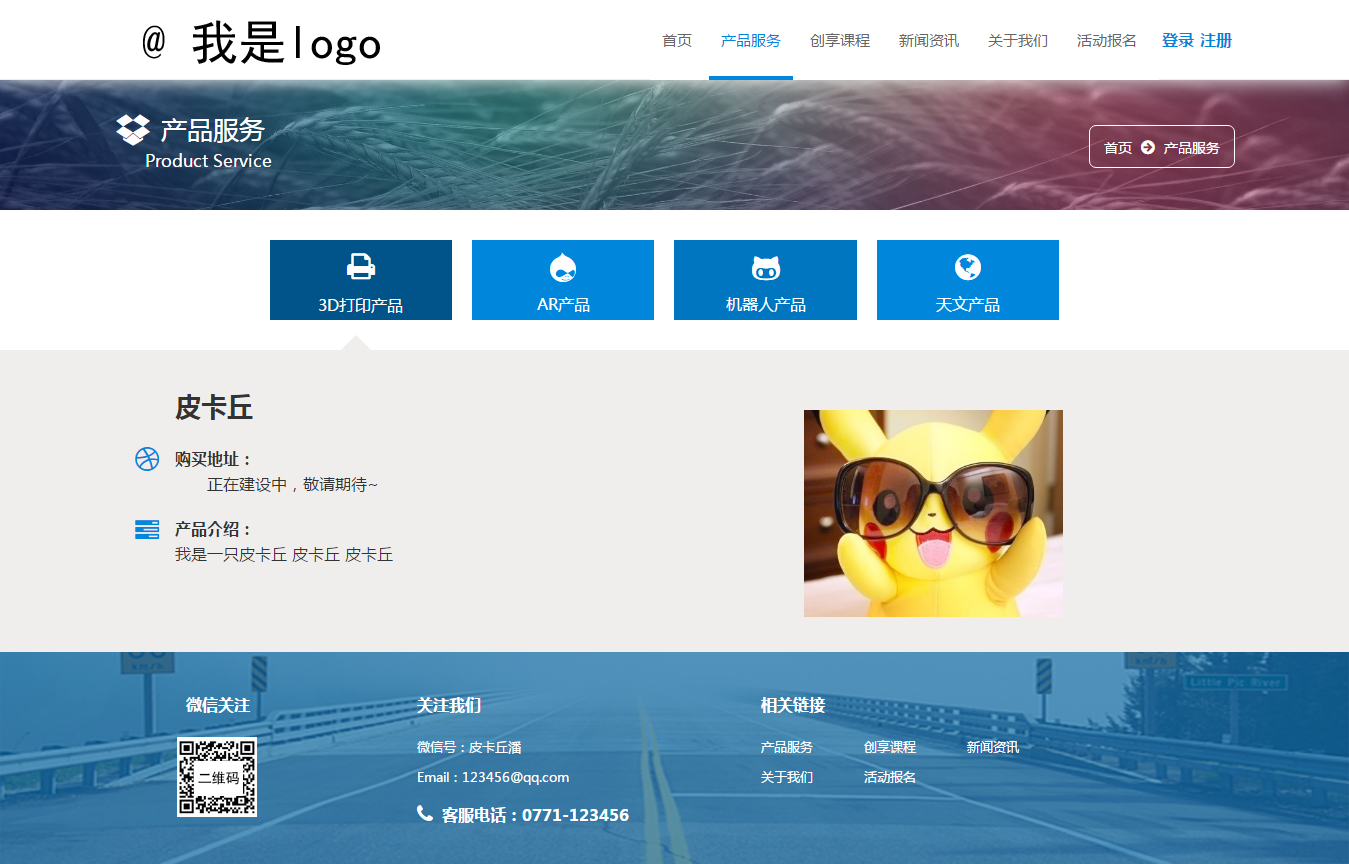 @ 我是logo
首页 产品服务 创享课程 新闻资讯 关于我们 活动报名 登录 注册
产品服务
Product Service
首页 产品服务
3D打印产品 AR产品 机器人产品 天文产品
皮卡丘
购买地址：
正在建设中，敬请期待~
产品介绍：
我是一只皮卡丘 皮卡丘 皮卡丘
km/h
km/h
Little Pic River
微信关注 关注我们 相关链接
微信号：皮卡丘潘 产品服务 创享课程 新闻资讯
二维码
Email：123456@qq.com 关于我们 活动报名
客服电话：0771-123456